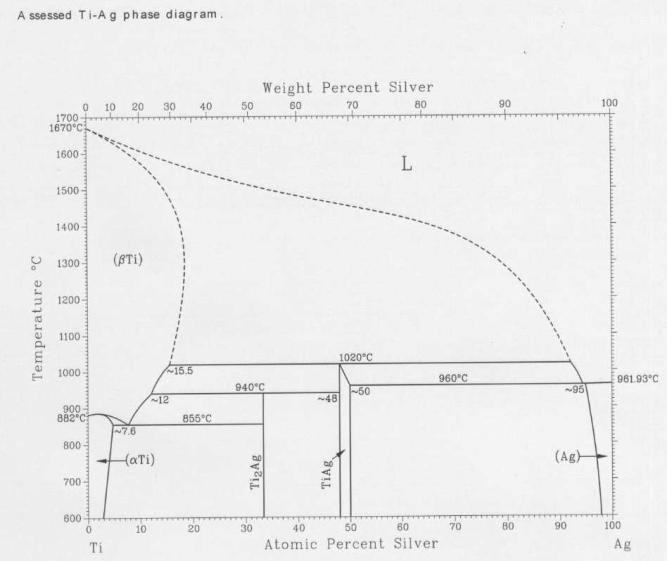 Assessed Ti-Ag phase diagram.
Weight Percent Silver
0 5 10 20 30 40 50 60 70 80 90 100
1700
1670°C
1600
L
1500
1400
1300
(βTi)
1200
1100
Temperature °C
1020°C
1000
~15.5
960°C
961.93°C
940°C
~12
~48
~50
~95
900
882°C
855°C
~7.6
800
(αTi)
(Ag)
Ti2Ag
TiAg
700
600
0 10 20 30 40 50 60 70 80 90 100
Ti
Atomic Percent Silver
Ag